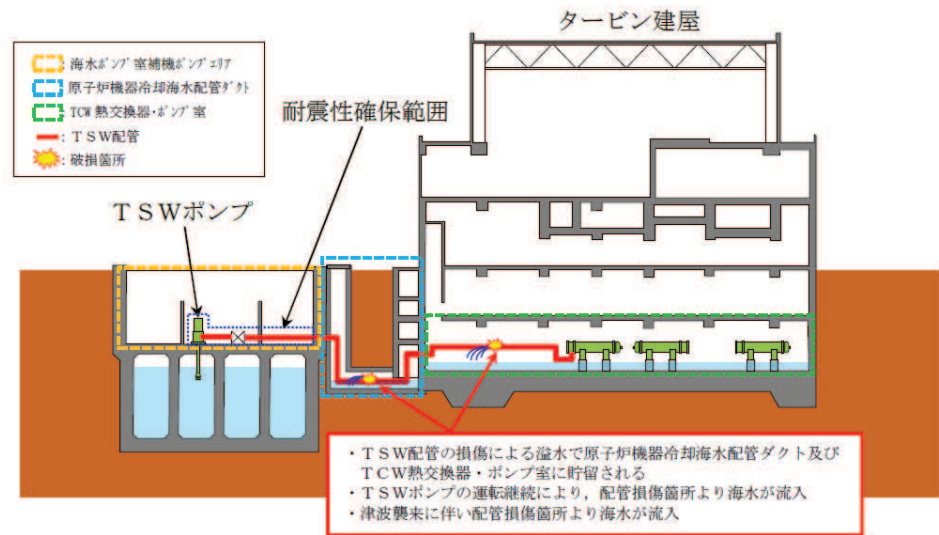 タービン建屋
：海水ポンプ室補機ポンプエリア
：原子炉機器冷却海水配管ダクト
：TCW熱交換器・ポンプ室
：ＴＳＷ配管
：破損箇所
耐震性確保範囲
ＴＳＷポンプ
・ＴＳＷ配管の損傷による溢水で原子炉機器冷却海水配管ダクト及び
ＴＣＷ熱交換器・ポンプ室に貯留される
・ＴＳＷポンプの運転継続により，配管損傷箇所より海水が流入
・津波襲来に伴い配管損傷箇所より海水が流入